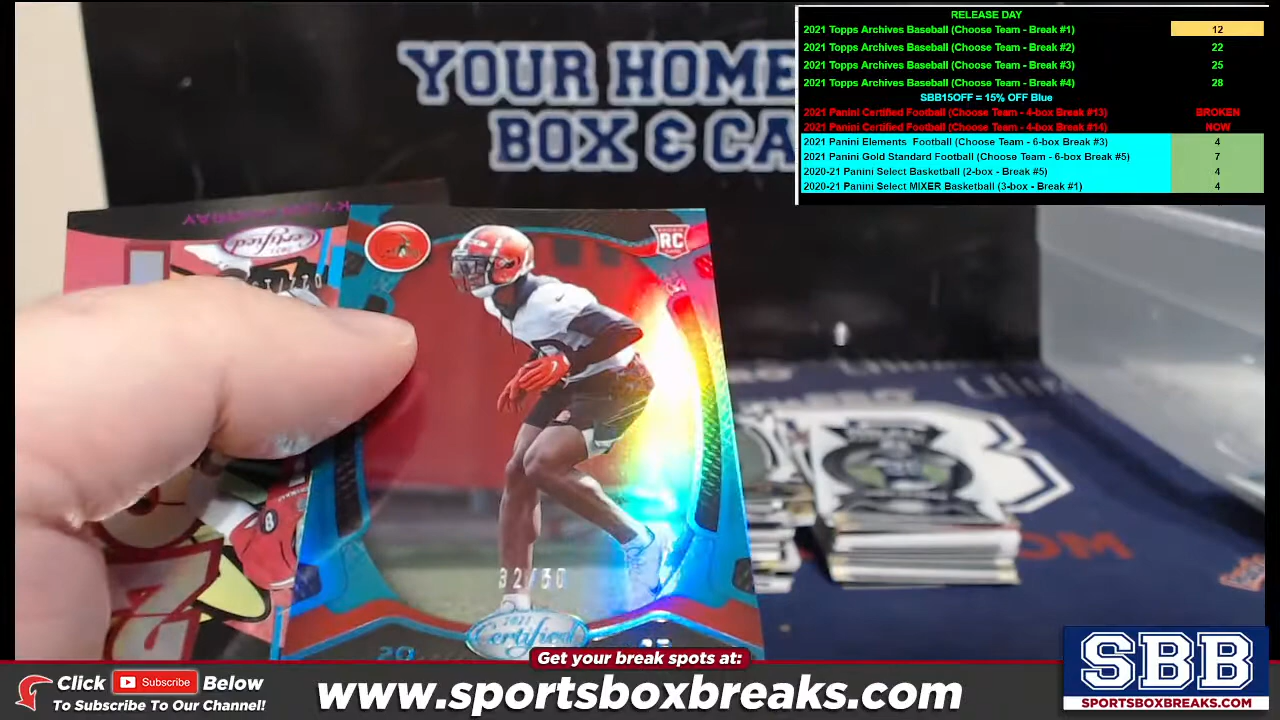 YOUR HOME
BOX & CA
RELEASE DAY
2021 Topps Archives Baseball (Choose Team - Break #1) 12
2021 Topps Archives Baseball (Choose Team - Break #2) 22
2021 Topps Archives Baseball (Choose Team - Break #3) 25
2021 Topps Archives Baseball (Choose Team - Break #4) 28
SBB15OFF = 15% OFF Blue
2021 Panini Certified Football (Choose Team - 4-box Break #13) BROKEN
2021 Panini Certified Football (Choose Team - 4-box Break #14) NOW
2021 Panini Elements Football (Choose Team - 6-box Break #3) 4
2021 Panini Gold Standard Football (Choose Team - 6-box Break #5) 7
2020-21 Panini Select Basketball (2-box - Break #5) 4
2020-21 Panini Select MIXER Basketball (3-box - Break #1) 4
Certified
RC
2021
Certified
OM
Get your break spots at:
Click Subscribe Below
To Subscribe To Our Channel!
www.sportsboxbreaks.com
SBB
SPORTSBOXBREAKS.COM